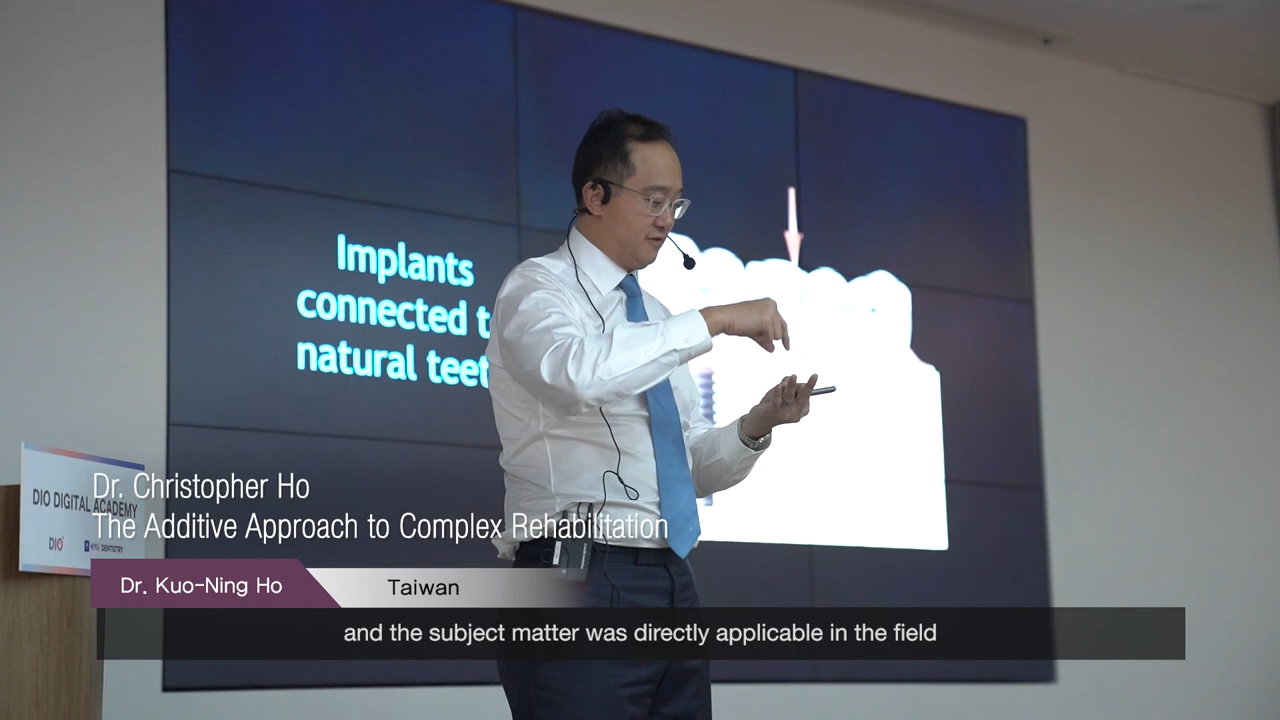 Implants
connected t
natural teet
DIO DIGITAL ACADEMY
DIO
NYU DENTISTRY
Dr. Christopher Ho
The Additive Approach to Complex Rehabilitation
Dr. Kuo-Ning Ho
Taiwan
and the subject matter was directly applicable in the field